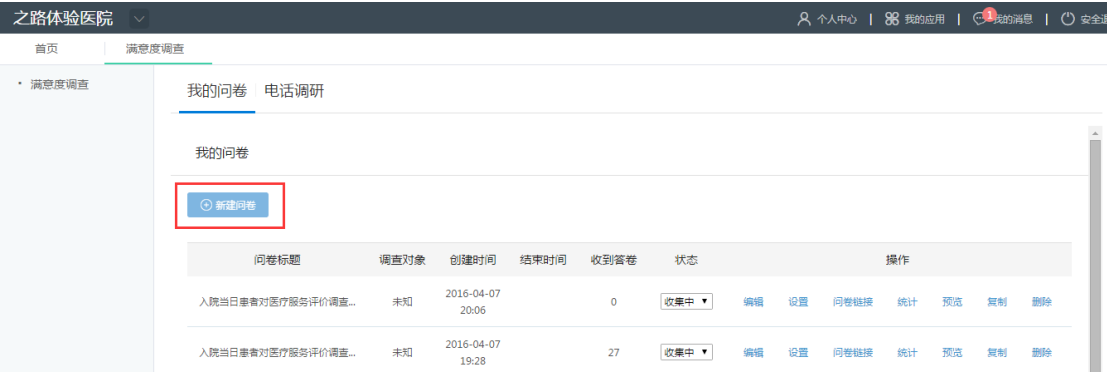 之路体验医院
个人中心 | 88 我的应用 | 1 我的消息 | 安全退
首页 满意度调查
• 满意度调查
我的问卷 电话调研
我的问卷
新建问卷
问卷标题 调查对象 创建时间 结束时间 收到答卷 状态 操作
入院当日患者对医疗服务评价调查... 未知 2016-04-07 20:06 0 收集中 ▼ 编辑 设置 问卷链接 统计 预览 复制 删除
入院当日患者对医疗服务评价调查... 未知 2016-04-07 19:28 27 收集中 ▼ 编辑 设置 问卷链接 统计 预览 复制 删除